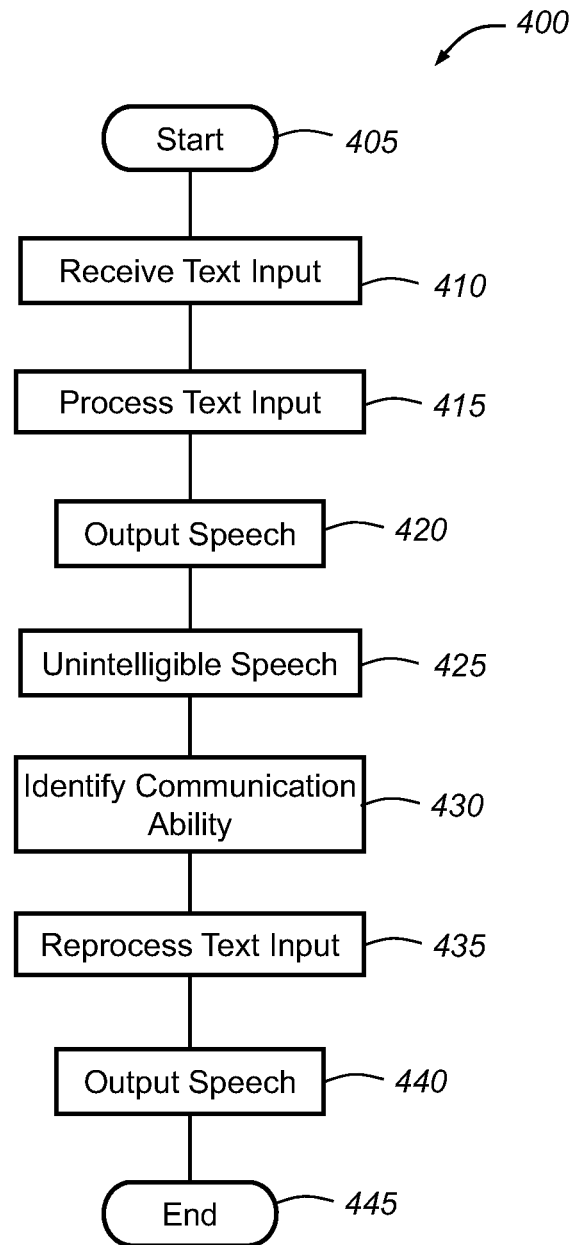 400
Start
405
Receive Text Input
410
Process Text Input
415
Output Speech
420
Unintelligible Speech
425
Identify Communication
Ability
430
Reprocess Text Input
435
Output Speech
440
End
445